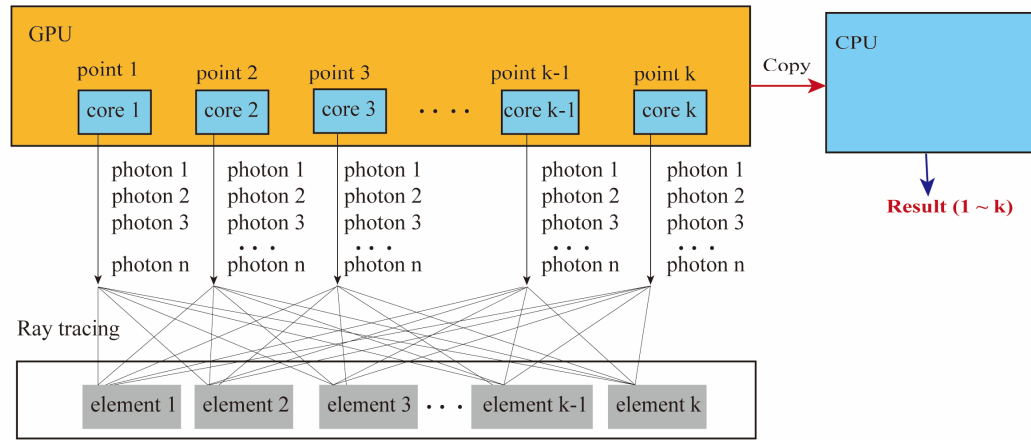 GPU
CPU
point 1 point 2 point 3 point k-1 point k
Copy
core 1 core 2 core 3 · · · · core k-1 core k
photon 1 photon 1 photon 1 photon 1 photon 1
photon 2 photon 2 photon 2 photon 2 photon 2
photon 3 photon 3 photon 3 photon 3 photon 3
· · · · · · · · · · · ·
photon n photon n photon n photon n photon n
Result (1 ~ k)
Ray tracing
element 1 element 2 element 3 · · · element k-1 element k